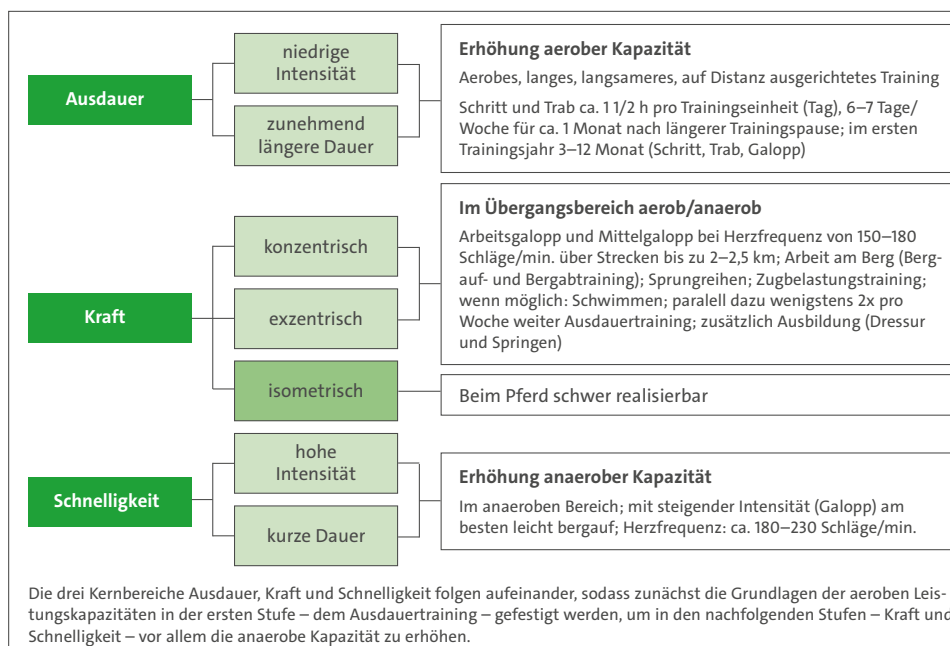 Ausdauer
niedrige
Intensität
zunehmend
längere Dauer
Erhöhung aerober Kapazität
Aerobes, langes, langsameres, auf Distanz ausgerichtetes Training
Schritt und Trab ca. 1 1/2 h pro Trainingseinheit (Tag), 6–7 Tage/
Woche für ca. 1 Monat nach längerer Trainingspause; im ersten
Trainingsjahr 3–12 Monat (Schritt, Trab, Galopp)
Kraft
konzentrisch
exzentrisch
Im Übergangsbereich aerob/anaerob
Arbeitsgalopp und Mittelgalopp bei Herzfrequenz von 150–180
Schläge/min. über Strecken bis zu 2–2,5 km; Arbeit am Berg (Berg-
auf- und Bergabtraining); Sprungreihen; Zugbelastungstraining;
wenn möglich: Schwimmen; paralell dazu wenigstens 2x pro
Woche weiter Ausdauertraining; zusätzlich Ausbildung (Dressur
und Springen)
isometrisch
Beim Pferd schwer realisierbar
Schnelligkeit
hohe
Intensität
kurze Dauer
Erhöhung anaerober Kapazität
Im anaeroben Bereich; mit steigender Intensität (Galopp) am
besten leicht bergauf; Herzfrequenz: ca. 180–230 Schläge/min.
Die drei Kernbereiche Ausdauer, Kraft und Schnelligkeit folgen aufeinander, sodass zunächst die Grundlagen der aeroben Leis-
tungskapazitäten in der ersten Stufe – dem Ausdauertraining – gefestigt werden, um in den nachfolgenden Stufen – Kraft und
Schnelligkeit – vor allem die anaerobe Kapazität zu erhöhen.